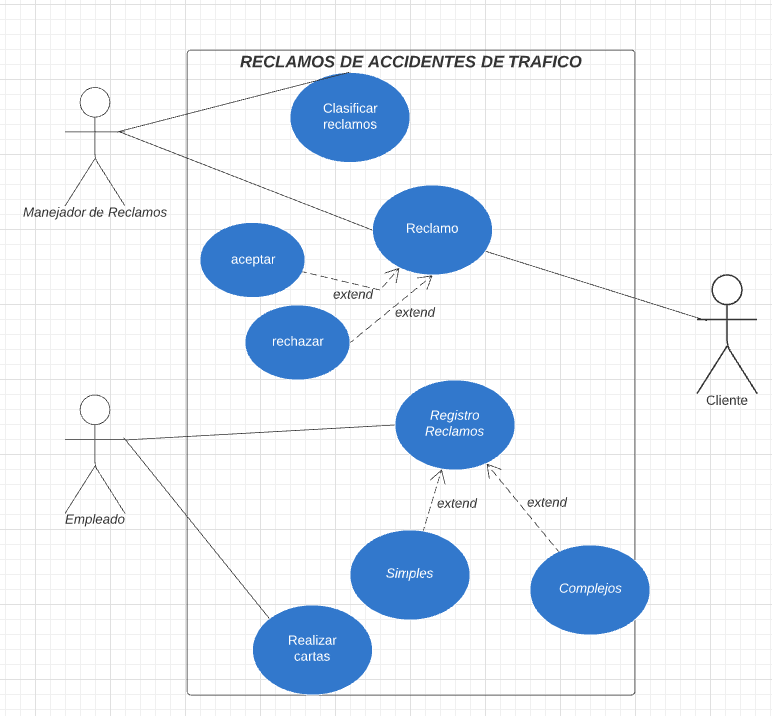 RECLAMOS DE ACCIDENTES DE TRAFICO
Clasificar
reclamos
Manejador de Reclamos
Reclamo
aceptar
extend
extend
rechazar
Cliente
Registro
Reclamos
Empleado
extend
extend
Simples
Complejos
Realizar
cartas